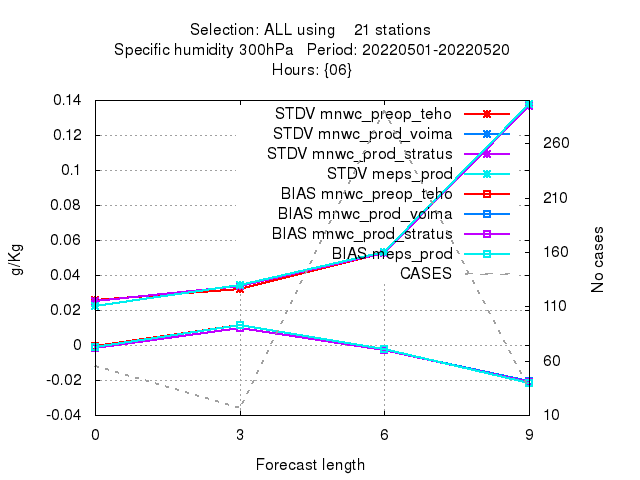 Selection: ALL using 21 stations
Specific humidity 300hPa Period: 20220501-20220520
Hours: {06}
0.14
0.12
0.1
0.08
0.06
0.04
0.02
0
-0.02
-0.04
g/Kg
STDV mnwc_preop_teho
STDV mnwc_prod_voima
STDV mnwc_prod_stratus
STDV meps_prod
BIAS mnwc_preop_teho
BIAS mnwc_prod_voima
BIAS mnwc_prod_stratus
BIAS meps_prod
CASES
260
210
160
110
60
10
No cases
0 3 6 9
Forecast length